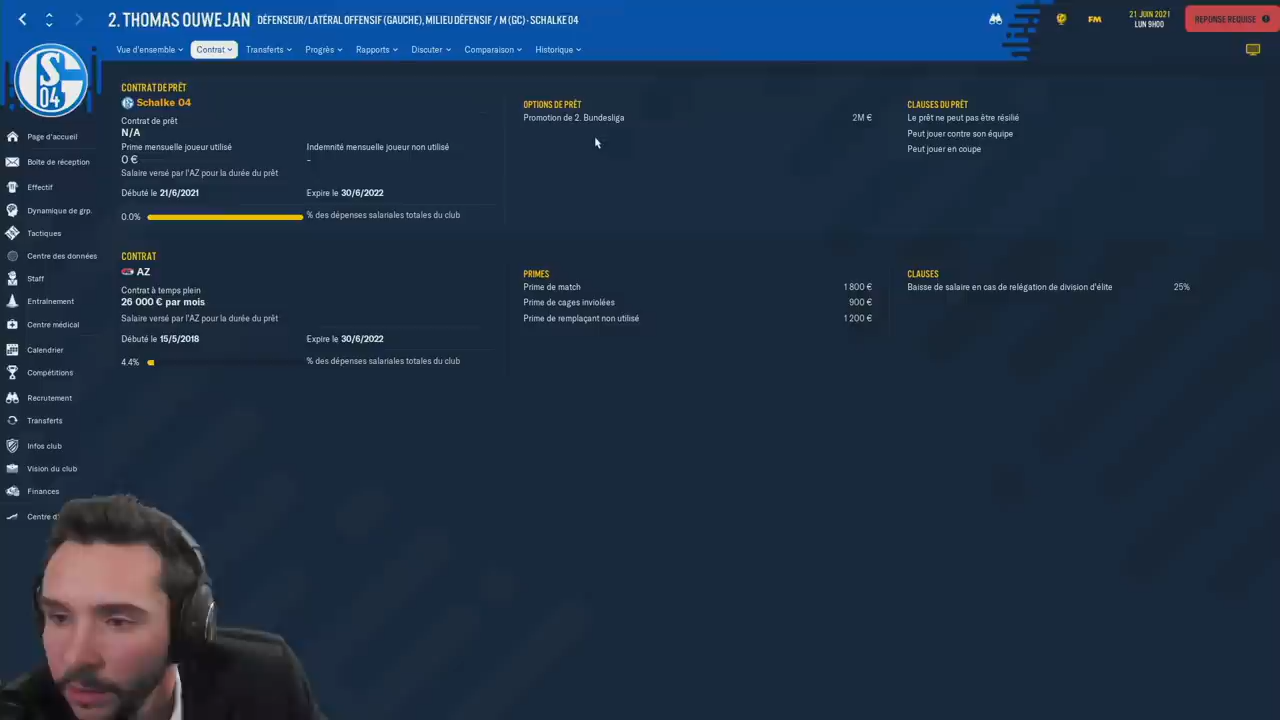 2. THOMAS OUWEJAN DÉFENSEUR/LATÉRAL OFFENSIF (GAUCHE), MILIEU DÉFENSIF / M (GC) - SCHALKE 04
FM
21 JUIN 2021
LUN 9H00
RÉPONSE REQUISE
Vue d'ensemble
Contrat
Transferts
Progrès
Rapports
Discuter
Comparaison
Historique
S
04
Page d'accueil
Boîte de réception
Effectif
Dynamique de grp.
Tactiques
Centre des données
Staff
Entraînement
Centre médical
Calendrier
Compétitions
Recrutement
Transferts
Infos club
Vision du club
Finances
Centre d'
CONTRAT DE PRÊT
Schalke 04
Contrat de prêt
N/A
Prime mensuelle joueur utilisé
Indemnité mensuelle joueur non utilisé
0 €
-
Salaire versé par l'AZ pour la durée du prêt
Débuté le 21/6/2021
Expire le 30/6/2022
0.0%
% des dépenses salariales totales du club
OPTIONS DE PRÊT
Promotion de 2. Bundesliga 2M €
CLAUSES DU PRÊT
Le prêt ne peut pas être résilié
Peut jouer contre son équipe
Peut jouer en coupe
CONTRAT
AZ
Contrat à temps plein
26 000 € par mois
Salaire versé par l'AZ pour la durée du prêt
Débuté le 15/5/2018
Expire le 30/6/2022
4.4%
% des dépenses salariales totales du club
PRIMES
Prime de match 1 800 €
Prime de cages inviolées 900 €
Prime de remplaçant non utilisé 1 200 €
CLAUSES
Baisse de salaire en cas de relégation de division d'élite 25%